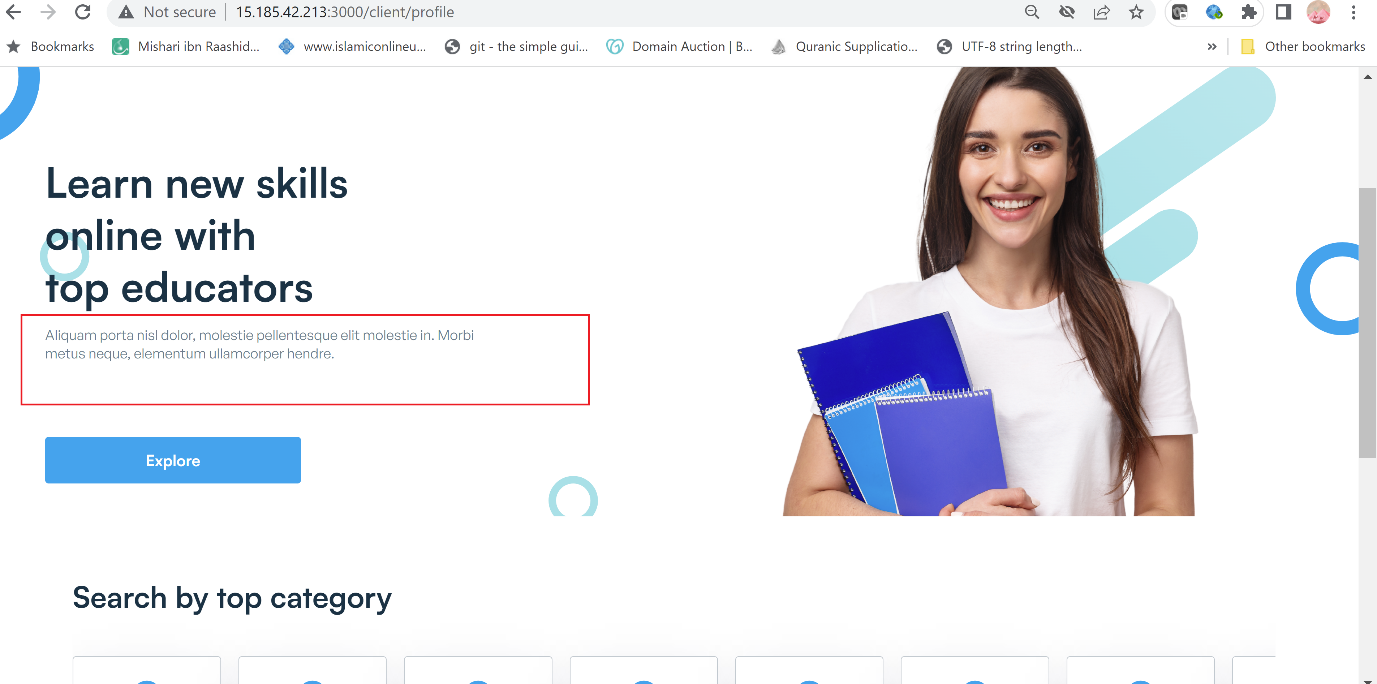 Not secure
15.185.42.213:3000/client/profile
Bookmarks
Mishari ibn Raashid...
www.islamiconlineu...
git - the simple gui...
Domain Auction | B...
Quranic Supplicatio...
UTF-8 string length...
»
Other bookmarks
Learn new skills
online with
top educators
Aliquam porta nisl dolor, molestie pellentesque elit molestie in. Morbi
metus neque, elementum ullamcorper hendre.
Explore
Search by top category